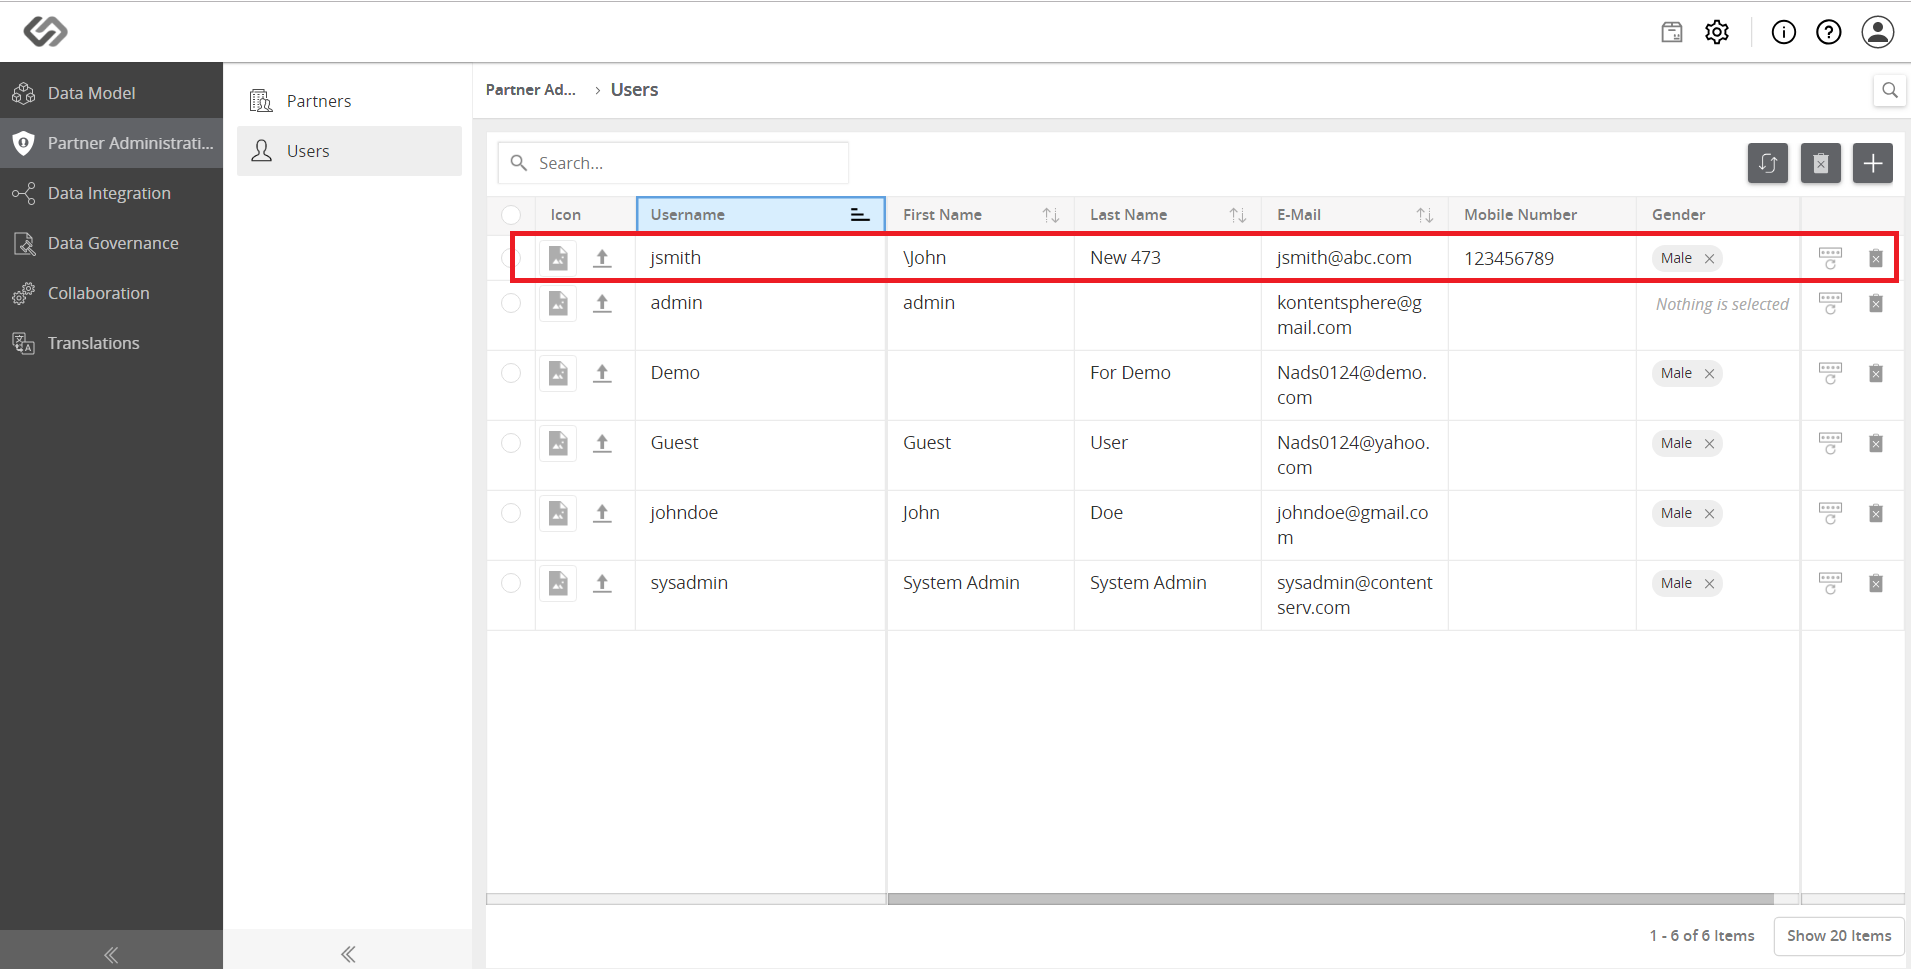 Data Model
Partner Administrati...
Data Integration
Data Governance
Collaboration
Translations
Partners
Users
Partner Ad... › Users
Search...
Icon Username First Name Last Name E-Mail Mobile Number Gender
jsmith \John New 473 jsmith@abc.com 123456789 Male
admin admin kontentsphere@g Nothing is selected
mail.com
Demo For Demo Nads0124@demo. Male
com
Guest Guest User Nads0124@yahoo. Male
com
johndoe John Doe johndoe@gmail.co Male
m
sysadmin System Admin System Admin sysadmin@content Male
serv.com
1 - 6 of 6 Items Show 20 Items